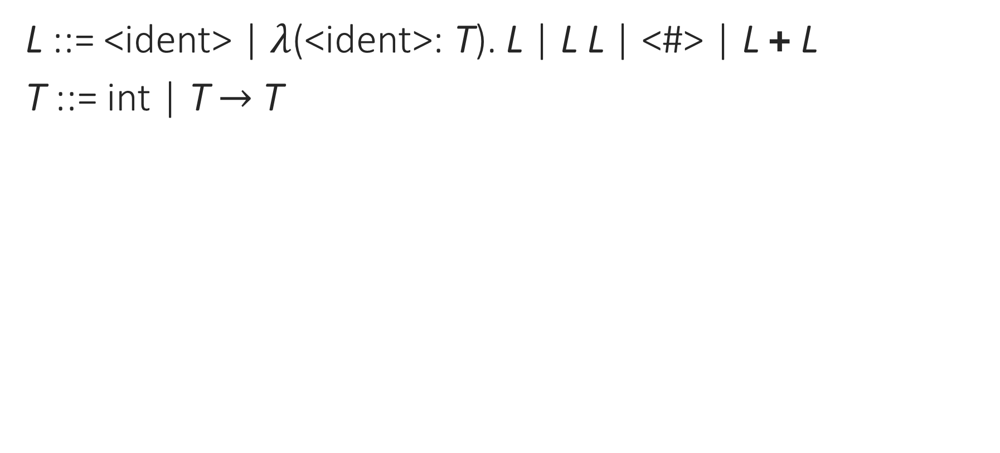 L ::= <ident> | λ(<ident>: T). L | L L | <#> | L + L
T ::= int | T → T